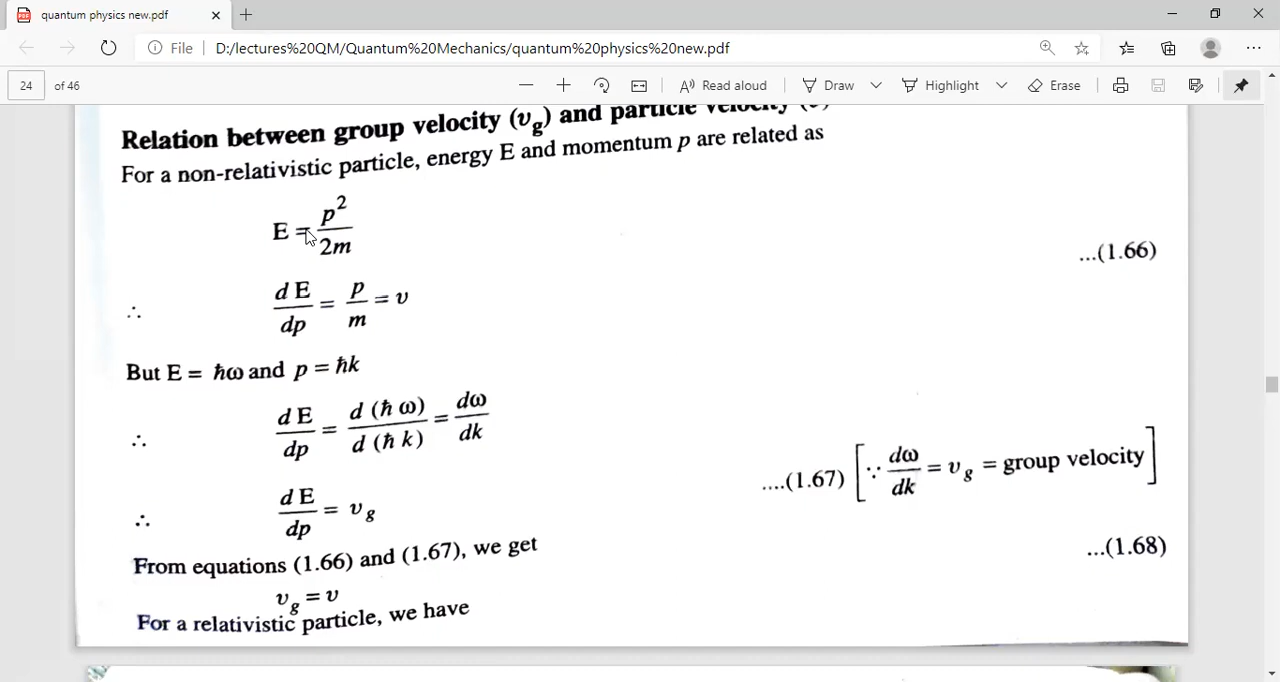 quantum physics new.pdf
File D:/lectures%20QM/Quantum%20Mechanics/quantum%20physics%20new.pdf
24 of 46 Read aloud Draw Highlight Erase
Relation between group velocity (υg) and particle velocity (υ)
For a non-relativistic particle, energy E and momentum p are related as
E = p²/2m ...(1.66)
∴ dE/dp = p/m = υ
But E = ħω and p = ħk
∴ dE/dp = d(ħω)/d(ħk) = dω/dk
∴ dE/dp = υg ....(1.67) [∵ dω/dk = υg = group velocity]
From equations (1.66) and (1.67), we get
υg = υ ...(1.68)
For a relativistic particle, we have